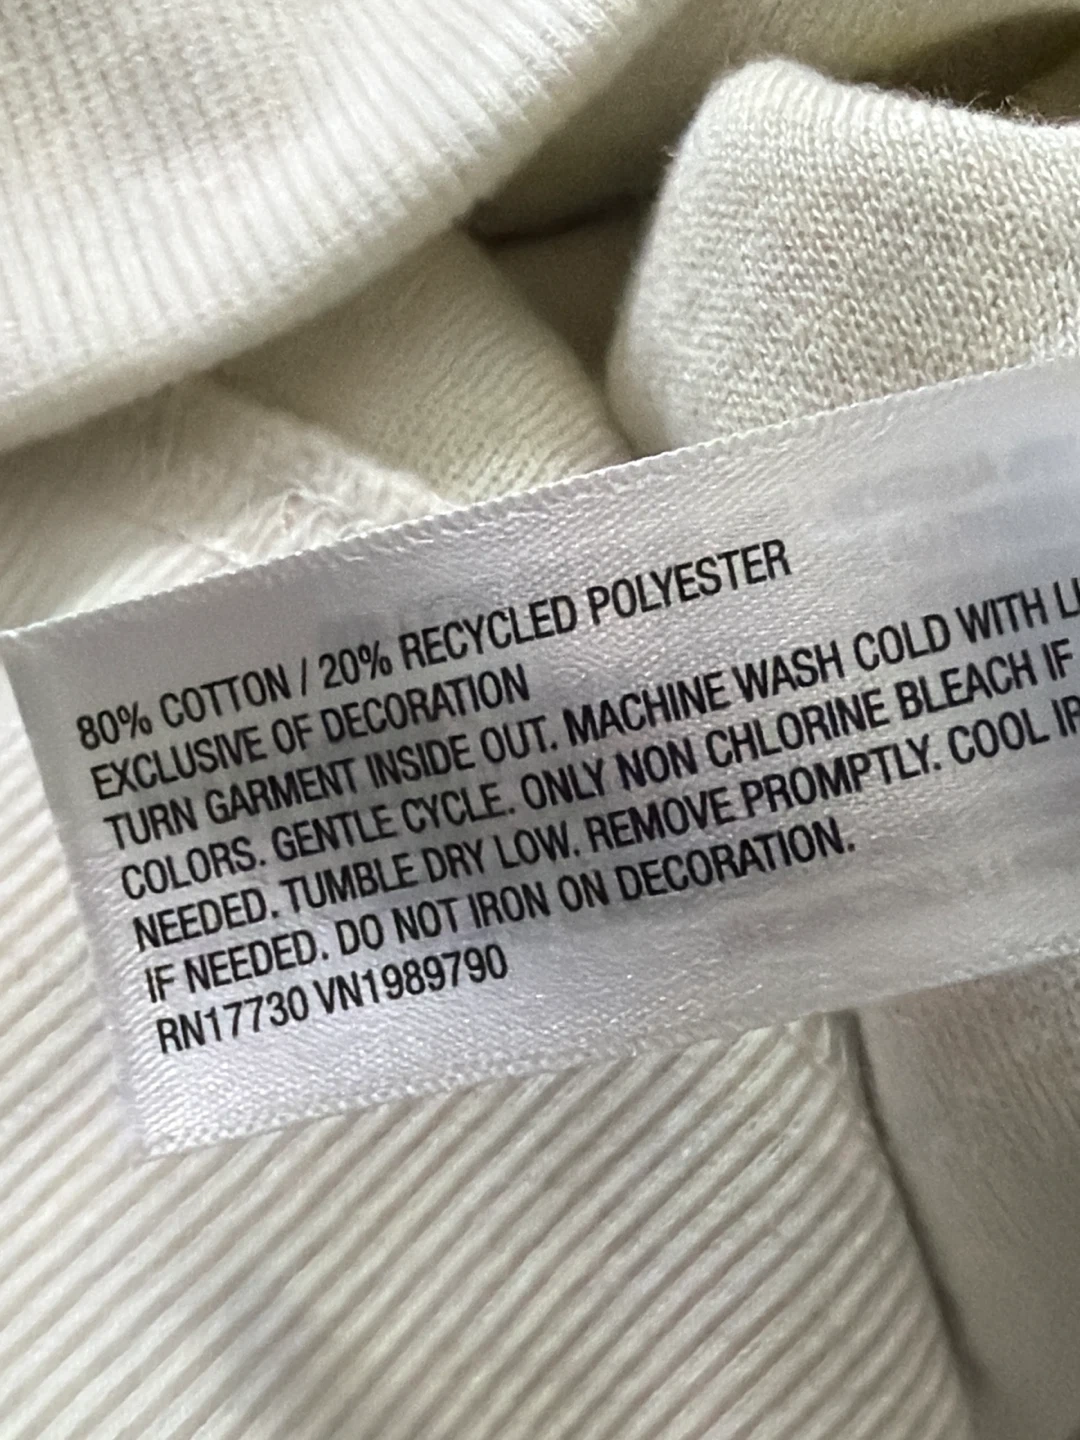 80% COTTON / 20% RECYCLED POLYESTER
EXCLUSIVE OF DECORATION
TURN GARMENT INSIDE OUT. MACHINE WASH COLD WITH
COLORS. GENTLE CYCLE. ONLY NON CHLORINE BLEACH IF
NEEDED. TUMBLE DRY LOW. REMOVE PROMPTLY. COOL
IF NEEDED. DO NOT IRON ON DECORATION.
RN17730 VN1989790